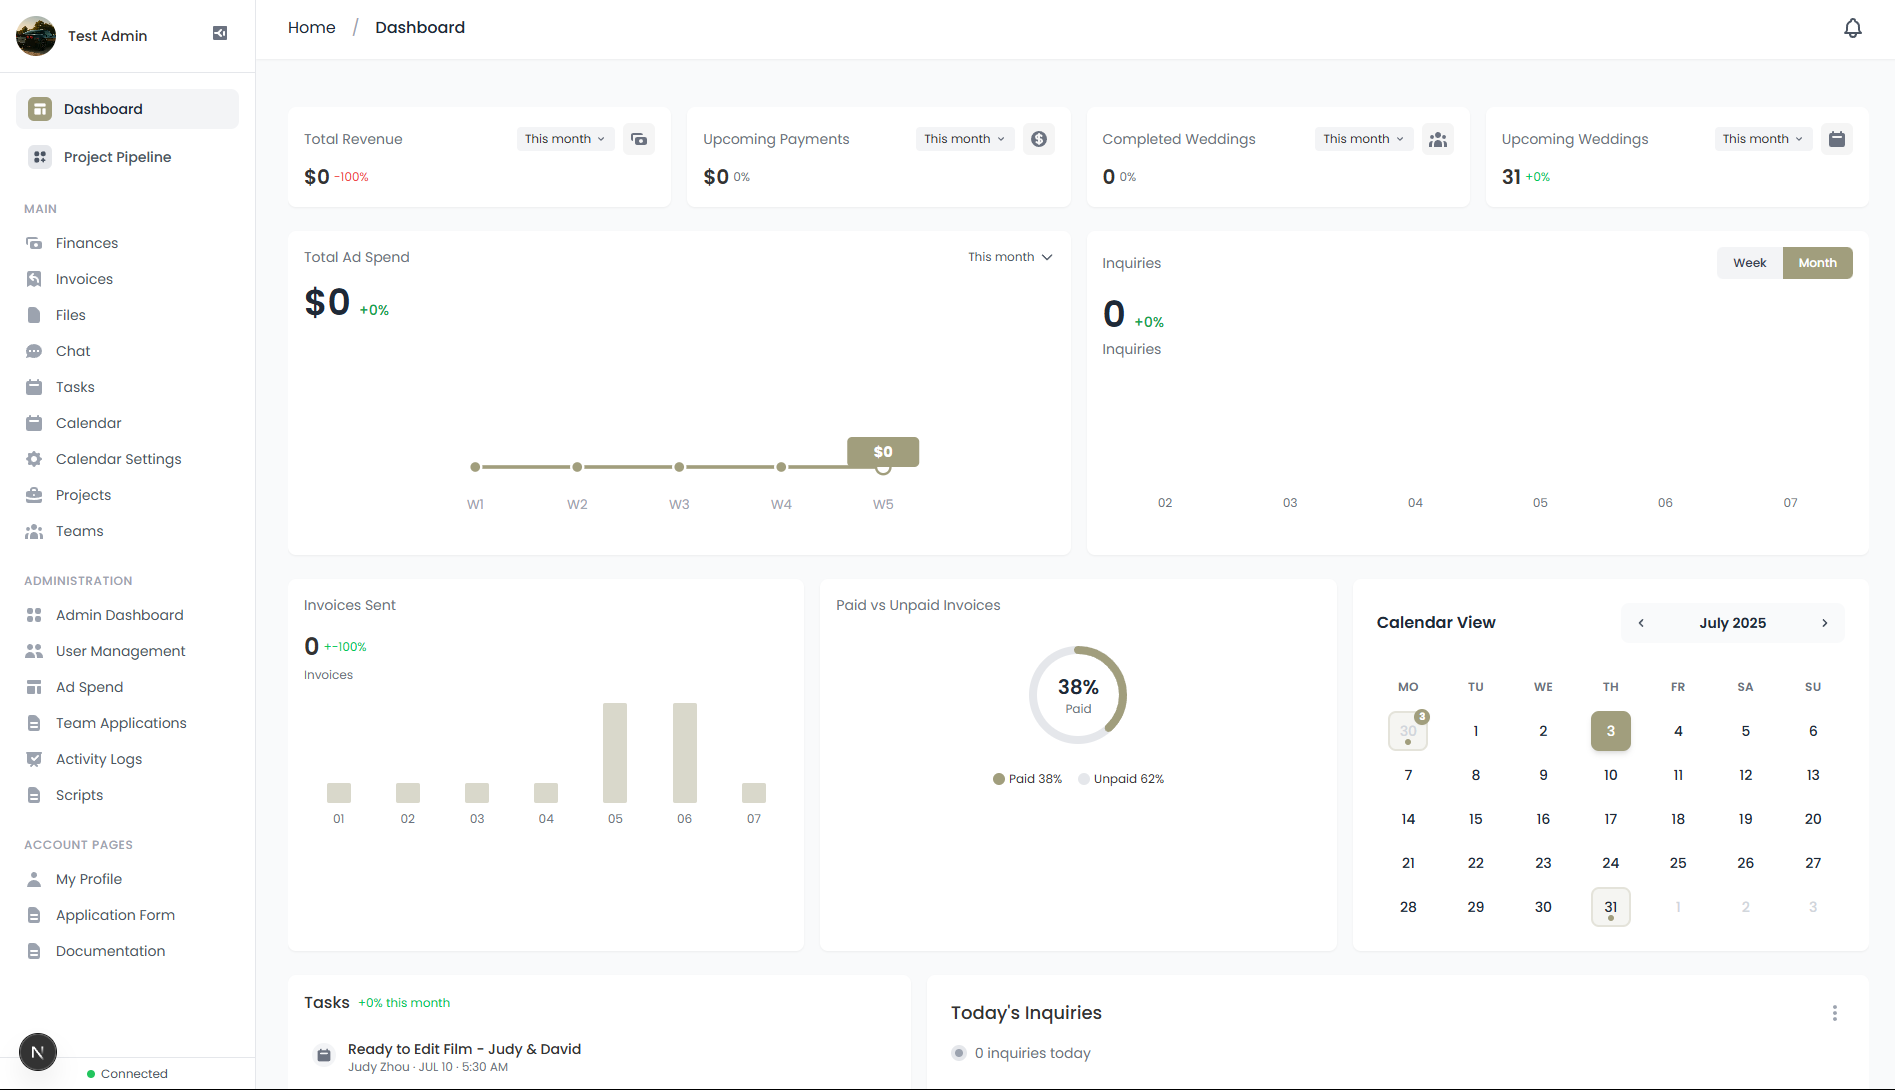 Test Admin
Dashboard
Project Pipeline
MAIN
Finances
Invoices
Files
Chat
Tasks
Calendar
Calendar Settings
Projects
Teams
ADMINISTRATION
Admin Dashboard
User Management
Ad Spend
Team Applications
Activity Logs
Scripts
ACCOUNT PAGES
My Profile
Application Form
Documentation
N
Connected
Home / Dashboard
Total Revenue This month
$0 -100%
Upcoming Payments This month
$0 0%
Completed Weddings This month
0 0%
Upcoming Weddings This month
31 +0%
Total Ad Spend This month
$0 +0%
$0
W1 W2 W3 W4 W5
Inquiries Week Month
0 +0%
Inquiries
02 03 04 05 06 07
Invoices Sent
0 +-100%
Invoices
01 02 03 04 05 06 07
Paid vs Unpaid Invoices
38%
Paid
Paid 38% Unpaid 62%
Calendar View July 2025
MO TU WE TH FR SA SU
30 3 1 2 3 4 5 6
7 8 9 10 11 12 13
14 15 16 17 18 19 20
21 22 23 24 25 26 27
28 29 30 31 1 2 3
Tasks +0% this month
Ready to Edit Film - Judy & David
Judy Zhou · JUL 10 · 5:30 AM
Today's Inquiries
0 inquiries today